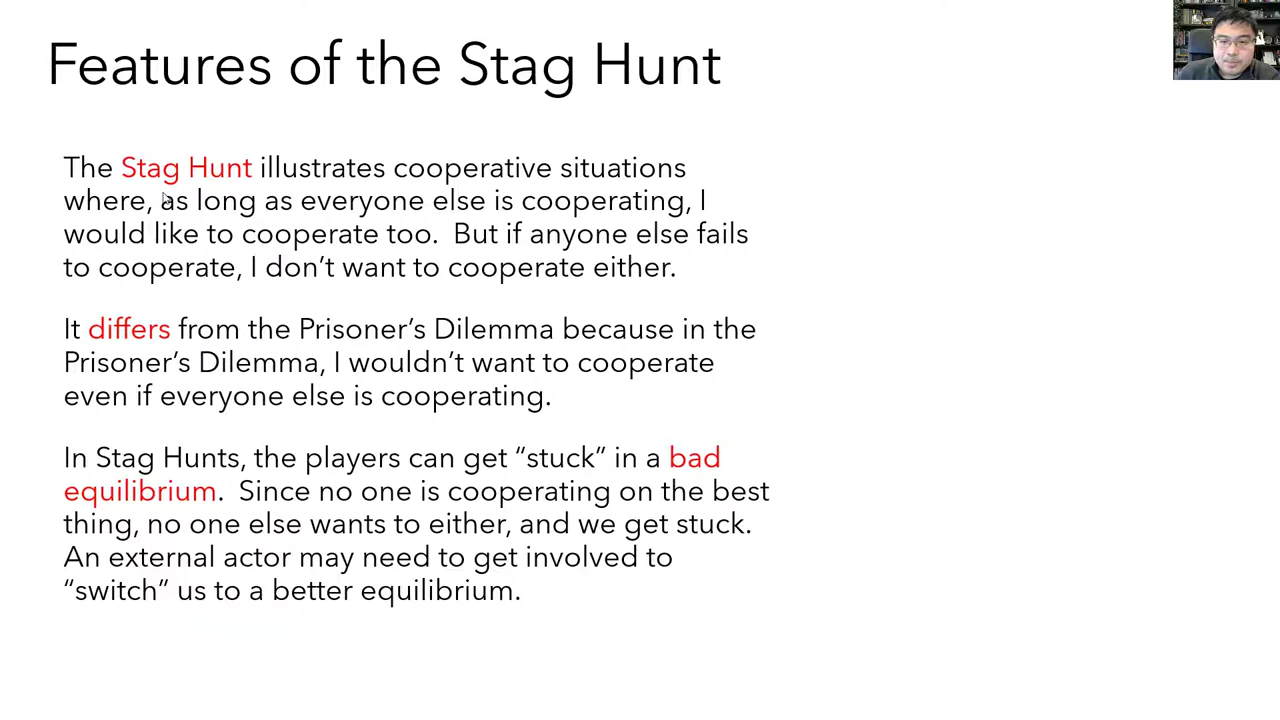 Features of the Stag Hunt
The Stag Hunt illustrates cooperative situations
where, as long as everyone else is cooperating, I
would like to cooperate too.  But if anyone else fails
to cooperate, I don’t want to cooperate either.
It differs from the Prisoner’s Dilemma because in the
Prisoner’s Dilemma, I wouldn’t want to cooperate
even if everyone else is cooperating.
In Stag Hunts, the players can get “stuck” in a bad
equilibrium.  Since no one is cooperating on the best
thing, no one else wants to either, and we get stuck.
An external actor may need to get involved to
“switch” us to a better equilibrium.